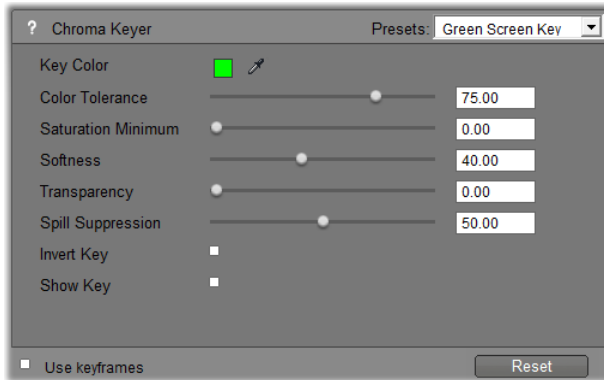 ? Chroma Keyer Presets: Green Screen Key
Key Color
Color Tolerance 75.00
Saturation Minimum 0.00
Softness 40.00
Transparency 0.00
Spill Suppression 50.00
Invert Key
Show Key
Use keyframes Reset